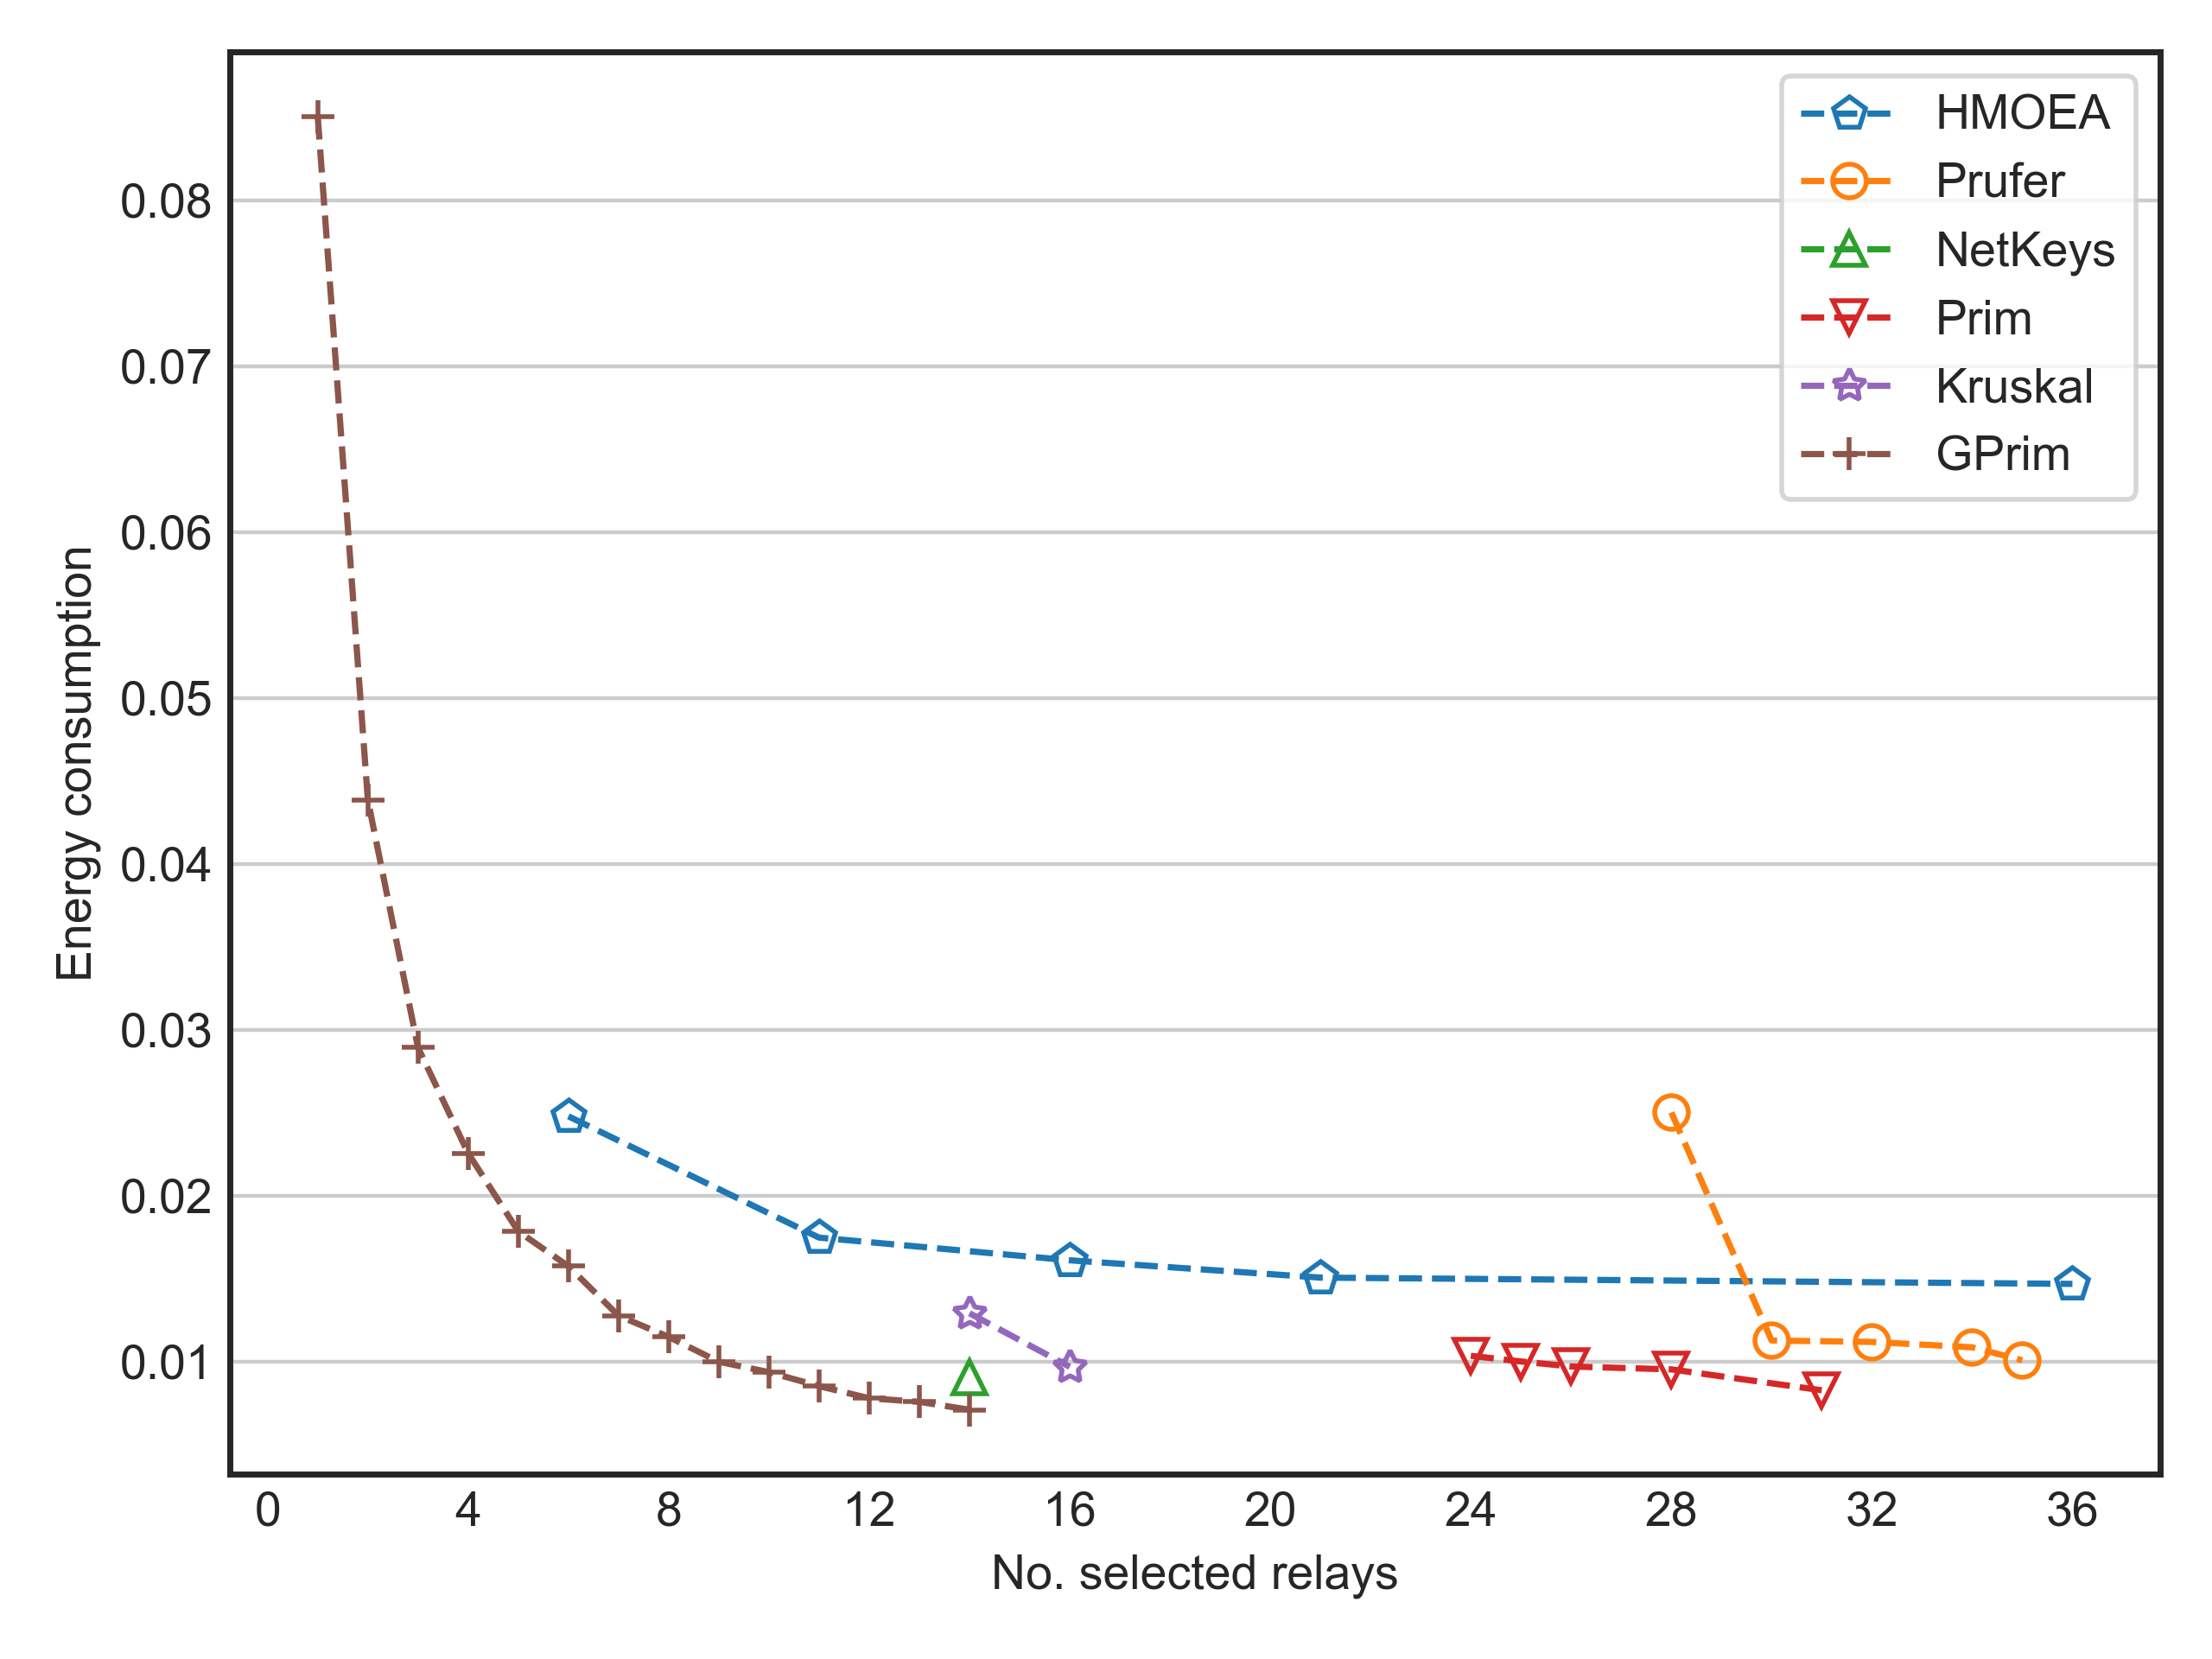 Energy consumption
0.08
0.07
0.06
0.05
0.04
0.03
0.02
0.01
0 4 8 12 16 20 24 28 32 36
No. selected relays
HMOEA
Prufer
NetKeys
Prim
Kruskal
GPrim